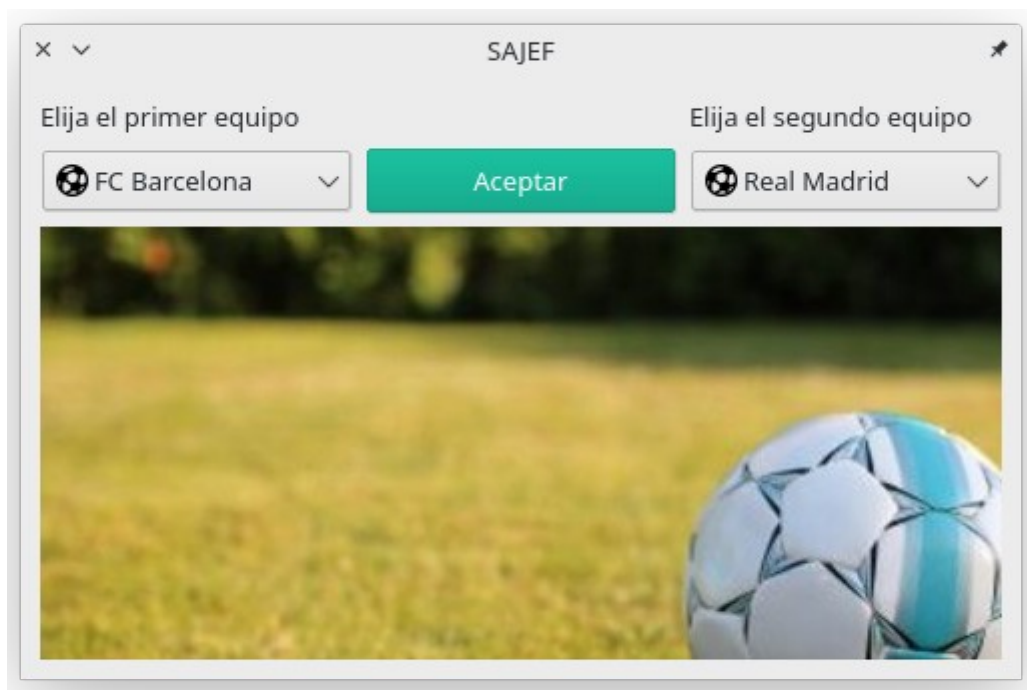 SAJEF
Elija el primer equipo
Elija el segundo equipo
FC Barcelona
Aceptar
Real Madrid